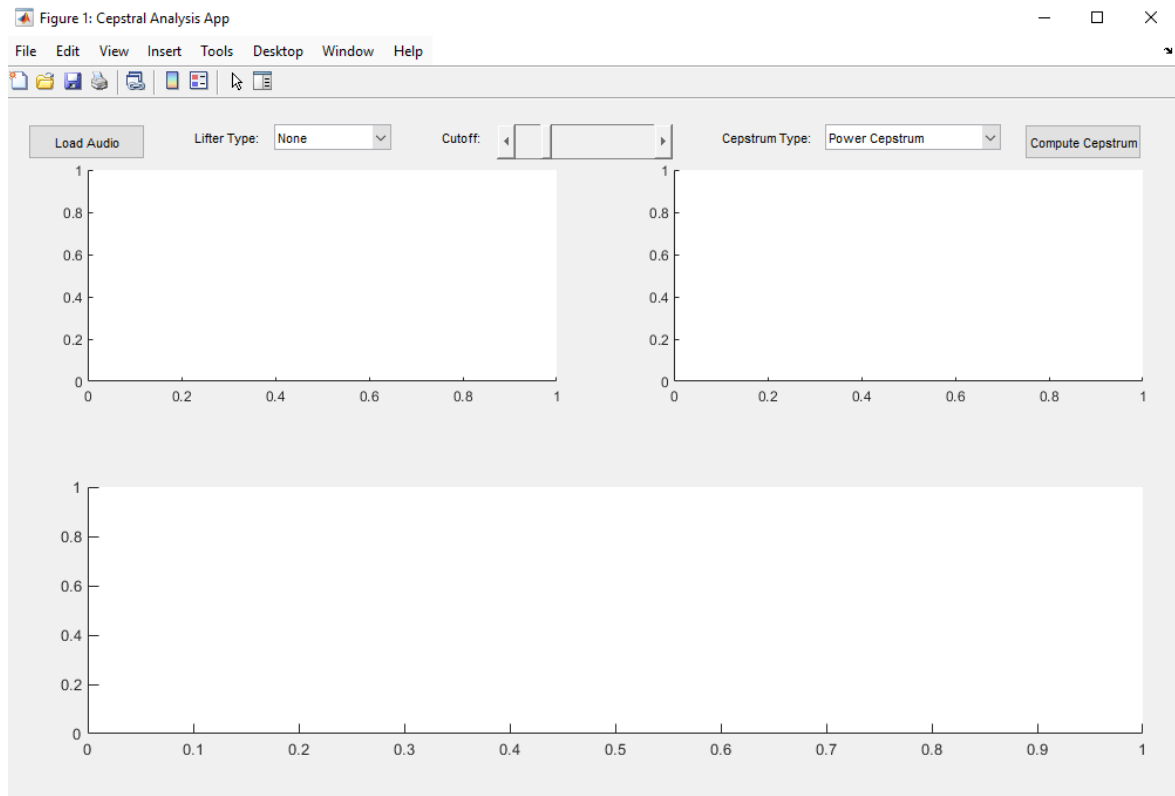 Figure 1: Cepstral Analysis App
File Edit View Insert Tools Desktop Window Help
Load Audio Lifter Type: None Cutoff: Cepstrum Type: Power Cepstrum Compute Cepstrum
1 1
0.8 0.8
0.6 0.6
0.4 0.4
0.2 0.2
0 0
0 0.2 0.4 0.6 0.8 1 0 0.2 0.4 0.6 0.8 1
1
0.8
0.6
0.4
0.2
0
0 0.1 0.2 0.3 0.4 0.5 0.6 0.7 0.8 0.9 1